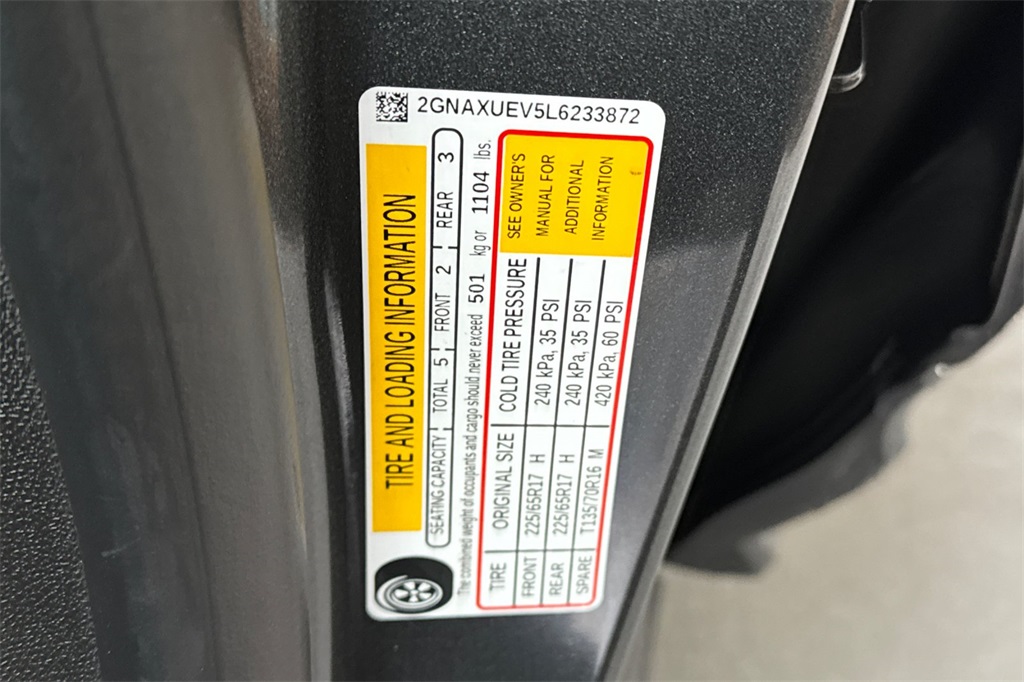 2GNAXUEV5L6233872
TIRE AND LOADING INFORMATION
SEATING CAPACITY TOTAL 5 FRONT 2 REAR 3
The combined weight of occupants and cargo should never exceed 501 kg or 1104 lbs.
TIRE ORIGINAL SIZE COLD TIRE PRESSURE
FRONT 225/65R17 H 240 kPa, 35 PSI
REAR 225/65R17 H 240 kPa, 35 PSI
SPARE T135/70R16 M 420 kPa, 60 PSI
SEE OWNER'S
MANUAL FOR
ADDITIONAL
INFORMATION